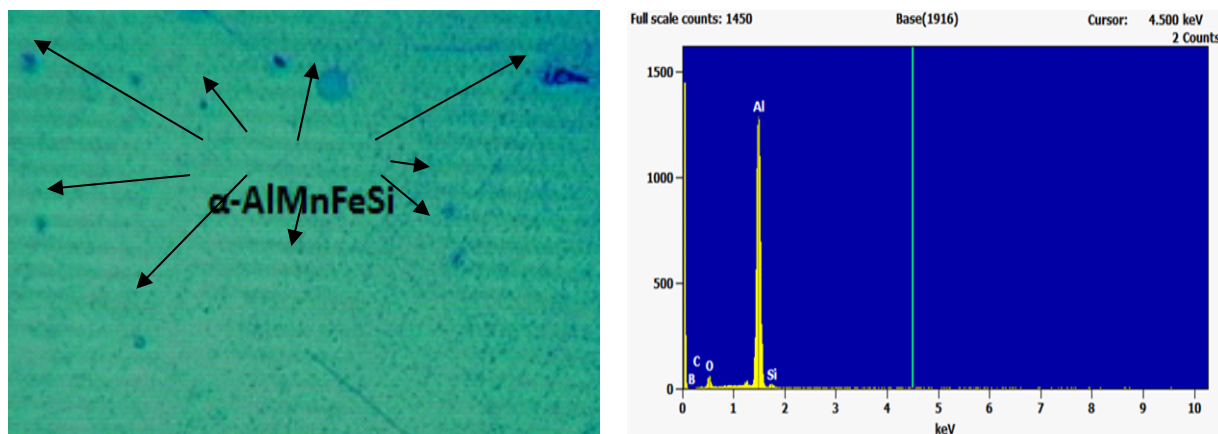 α-AlMnFeSi
Full scale counts: 1450 Base(1916) Cursor: 4.500 keV
2 Counts
1500
1000
500
0
Al
C
O
B
Si
0 1 2 3 4 5 6 7 8 9 10
keV